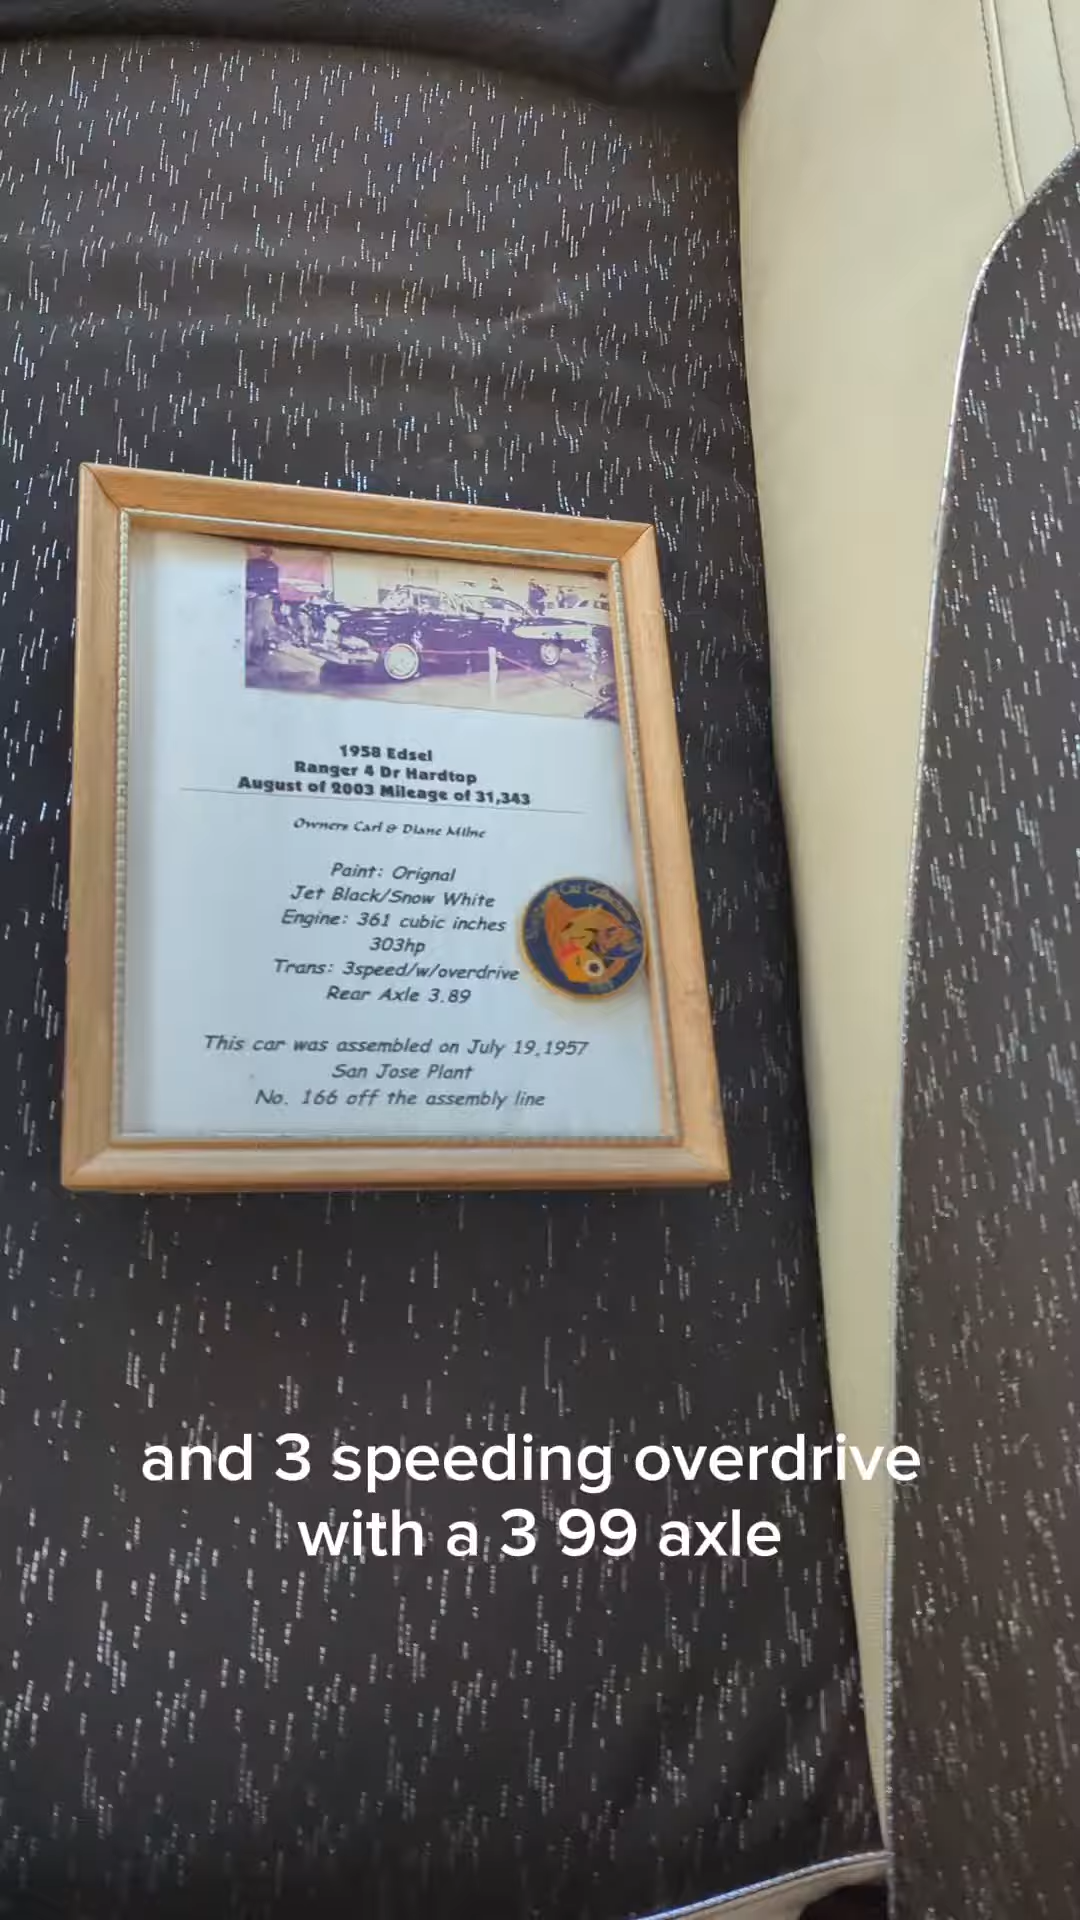 1958 Edsel
Ranger 4 Dr Hardtop
August of 2003 Mileage of 31,343
Owners Carl & Diane Milne
Paint: Orignal
Jet Black/Snow White
Engine: 361 cubic inches
303hp
Trans: 3speed/w/overdrive
Rear Axle 3.89
Car Collectors
This car was assembled on July 19,1957
San Jose Plant
No. 166 off the assembly line
and 3 speeding overdrive
with a 3 99 axle